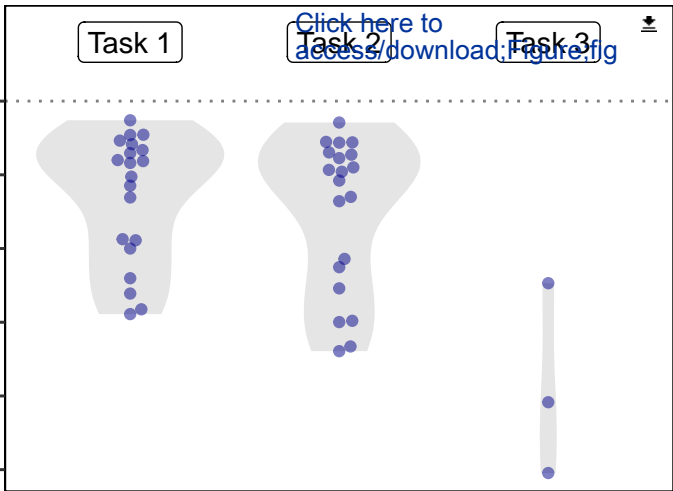 Task 1
Task 2
Task 3
Click here to
access/download;Figure;fig